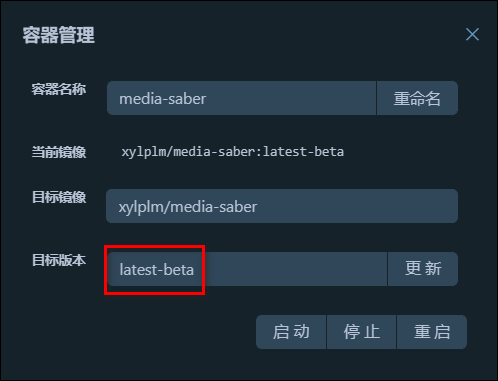 容器管理
容器名称 media-saber 重命名
当前镜像 xylplm/media-saber:latest-beta
目标镜像 xylplm/media-saber
目标版本 latest-beta 更新
启动 停止 重启